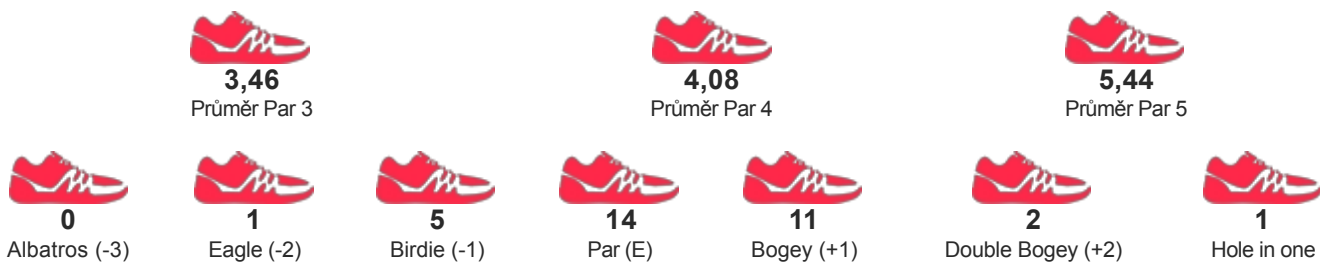 3,46 4,08 5,44
Průměr Par 3 Průměr Par 4 Průměr Par 5
0 1 5 14 11 2 1
Albatros (-3) Eagle (-2) Birdie (-1) Par (E) Bogey (+1) Double Bogey (+2) Hole in one